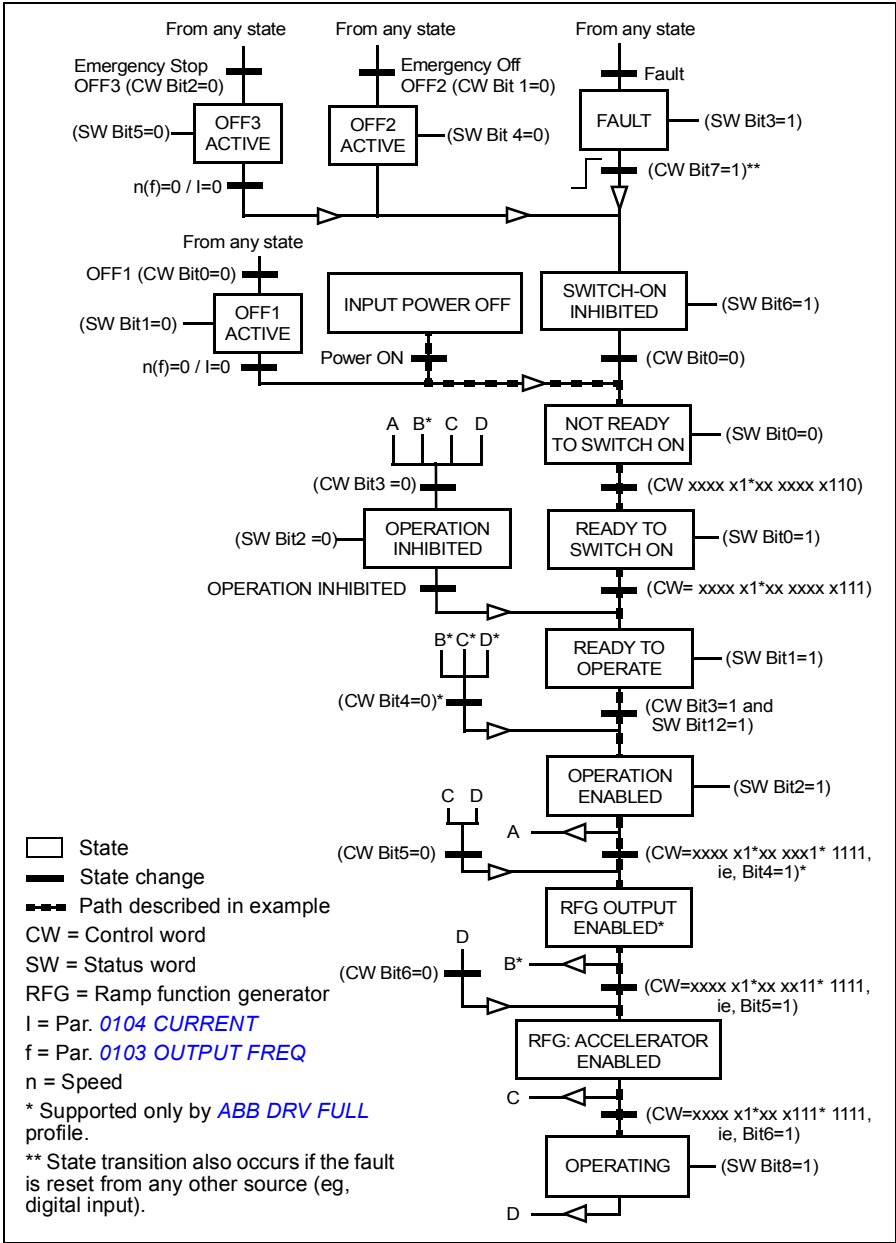 From any state
From any state
From any state
Emergency Stop
OFF3 (CW Bit2=0)
Emergency Off
OFF2 (CW Bit 1=0)
Fault
(SW Bit5=0)
OFF3
ACTIVE
OFF2
ACTIVE
(SW Bit 4=0)
FAULT
(SW Bit3=1)
n(f)=0 / I=0
(CW Bit7=1)**
From any state
OFF1 (CW Bit0=0)
(SW Bit1=0)
OFF1
ACTIVE
INPUT POWER OFF
SWITCH-ON
INHIBITED
(SW Bit6=1)
n(f)=0 / I=0
Power ON
(CW Bit0=0)
A B* C D
NOT READY
TO SWITCH ON
(SW Bit0=0)
(CW Bit3 =0)
(CW xxxx x1*xx xxxx x110)
(SW Bit2 =0)
OPERATION
INHIBITED
READY TO
SWITCH ON
(SW Bit0=1)
OPERATION INHIBITED
(CW= xxxx x1*xx xxxx x111)
B* C* D*
READY TO
OPERATE
(SW Bit1=1)
(CW Bit4=0)*
(CW Bit3=1 and
SW Bit12=1)
OPERATION
ENABLED
(SW Bit2=1)
C D
A
(CW Bit5=0)
(CW=xxxx x1*xx xxx1* 1111,
ie, Bit4=1)*
RFG OUTPUT
ENABLED*
D
B*
(CW Bit6=0)
(CW=xxxx x1*xx xx11* 1111,
ie, Bit5=1)
RFG: ACCELERATOR
ENABLED
C
(CW=xxxx x1*xx x111* 1111,
ie, Bit6=1)
OPERATING
(SW Bit8=1)
D
State
State change
Path described in example
CW = Control word
SW = Status word
RFG = Ramp function generator
I = Par. 0104 CURRENT
f = Par. 0103 OUTPUT FREQ
n = Speed
* Supported only by ABB DRV FULL
profile.
** State transition also occurs if the fault
is reset from any other source (eg,
digital input).